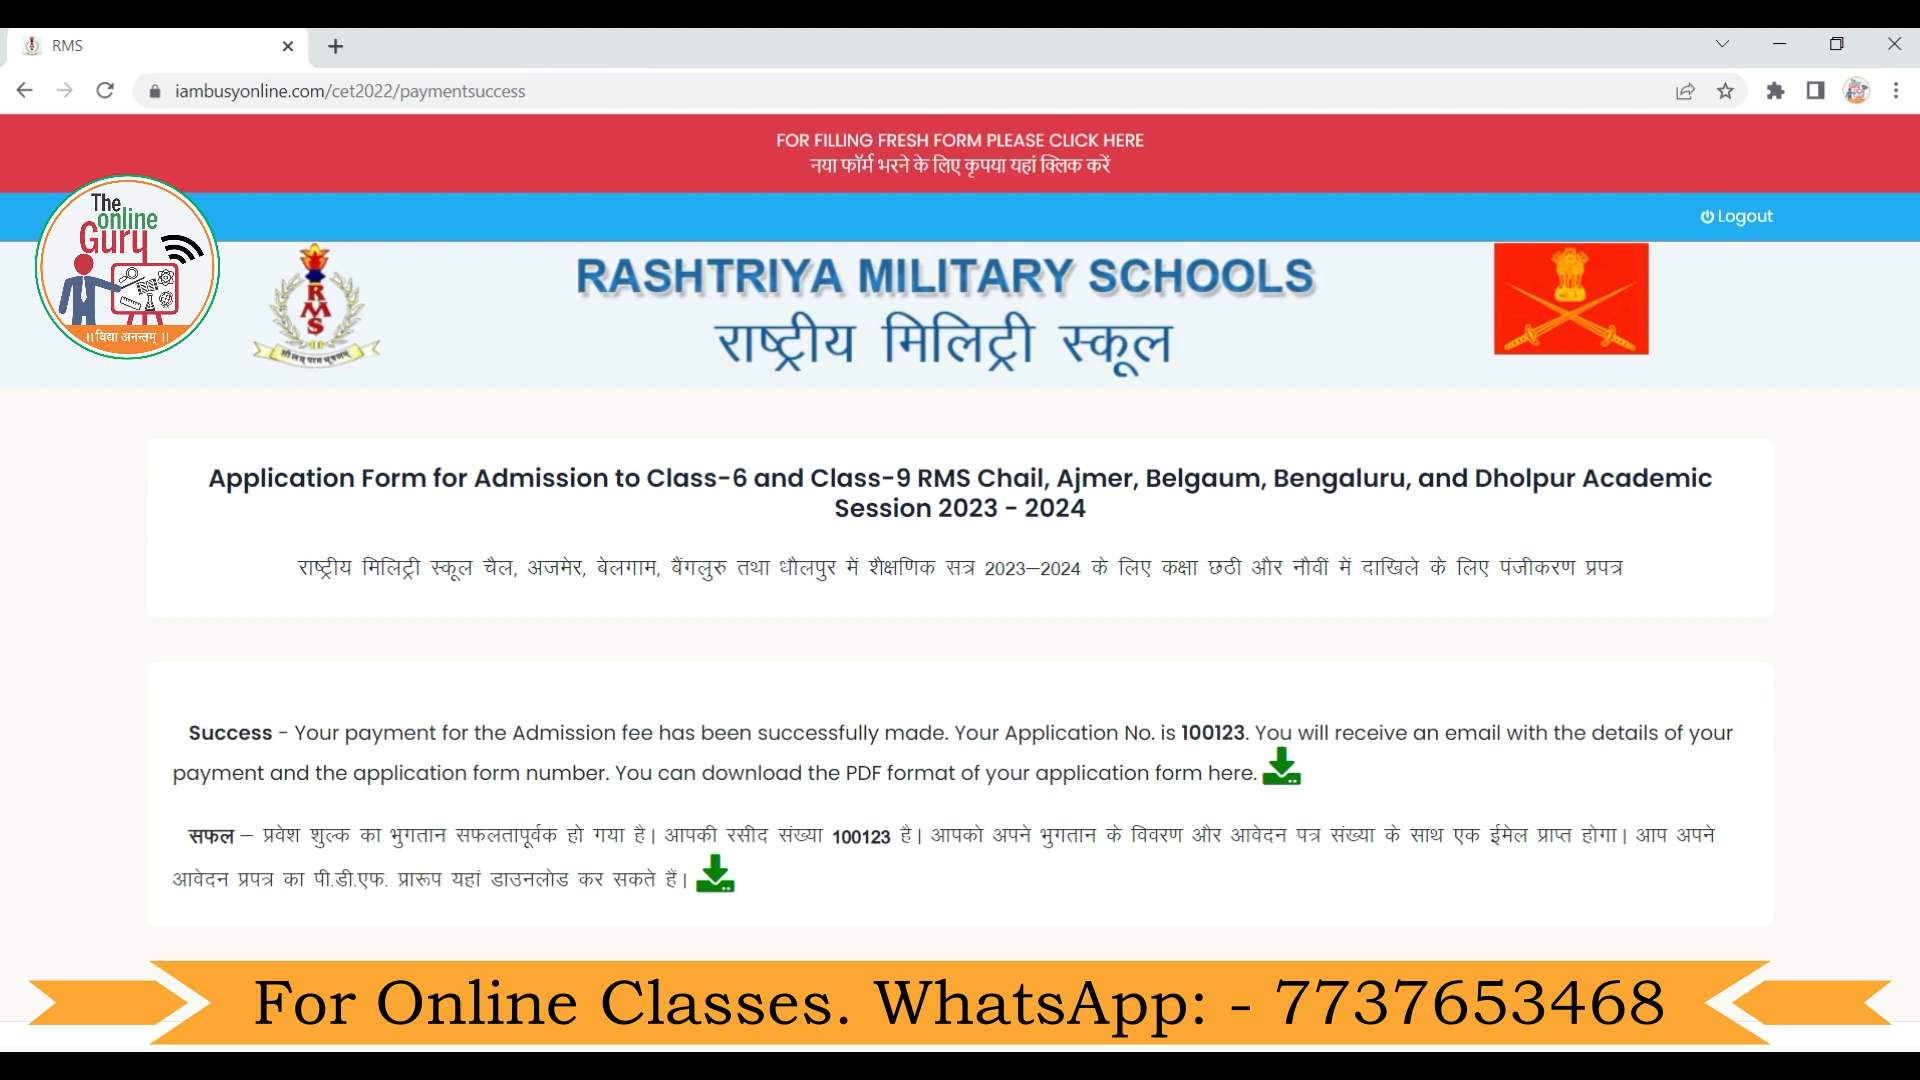 RMS
iambusyonline.com/cet2022/paymentsuccess
FOR FILLING FRESH FORM PLEASE CLICK HERE
नया फॉर्म भरने के लिए कृपया यहां क्लिक करें
Logout
The
online
Guru
।। विद्या अनन्तम् ।।
RMS
RASHTRIYA MILITARY SCHOOLS
राष्ट्रीय मिलिट्री स्कूल
Application Form for Admission to Class-6 and Class-9 RMS Chail, Ajmer, Belgaum, Bengaluru, and Dholpur Academic
Session 2023 - 2024
राष्ट्रीय मिलिट्री स्कूल चैल, अजमेर, बेलगाम, बैंगलुरु तथा धौलपुर में शैक्षणिक सत्र 2023–2024 के लिए कक्षा छठी और नौवीं में दाखिले के लिए पंजीकरण प्रपत्र
Success - Your payment for the Admission fee has been successfully made. Your Application No. is 100123. You will receive an email with the details of your
payment and the application form number. You can download the PDF format of your application form here.
सफल – प्रवेश शुल्क का भुगतान सफलतापूर्वक हो गया है। आपकी रसीद संख्या 100123 है। आपको अपने भुगतान के विवरण और आवेदन पत्र संख्या के साथ एक ईमेल प्राप्त होगा। आप अपने
आवेदन प्रपत्र का पी.डी.एफ. प्रारूप यहां डाउनलोड कर सकते हैं।
For Online Classes. WhatsApp: - 7737653468